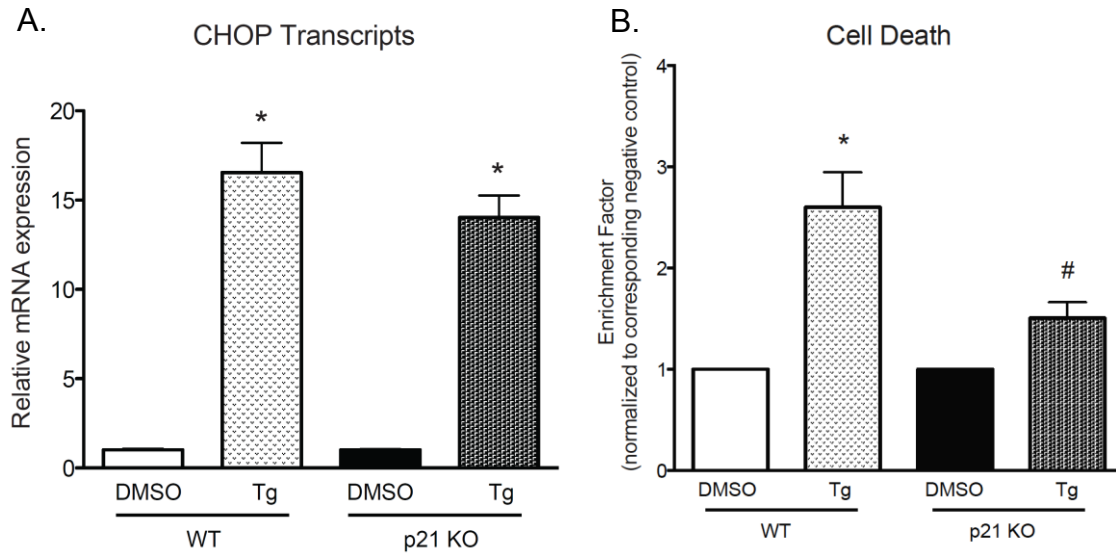 A.
CHOP Transcripts
Relative mRNA expression
20
15
10
5
0
*
*
DMSO Tg DMSO Tg
WT p21 KO
B.
Cell Death
Enrichment Factor
(normalized to corresponding negative control)
4
3
2
1
0
*
#
DMSO Tg DMSO Tg
WT p21 KO